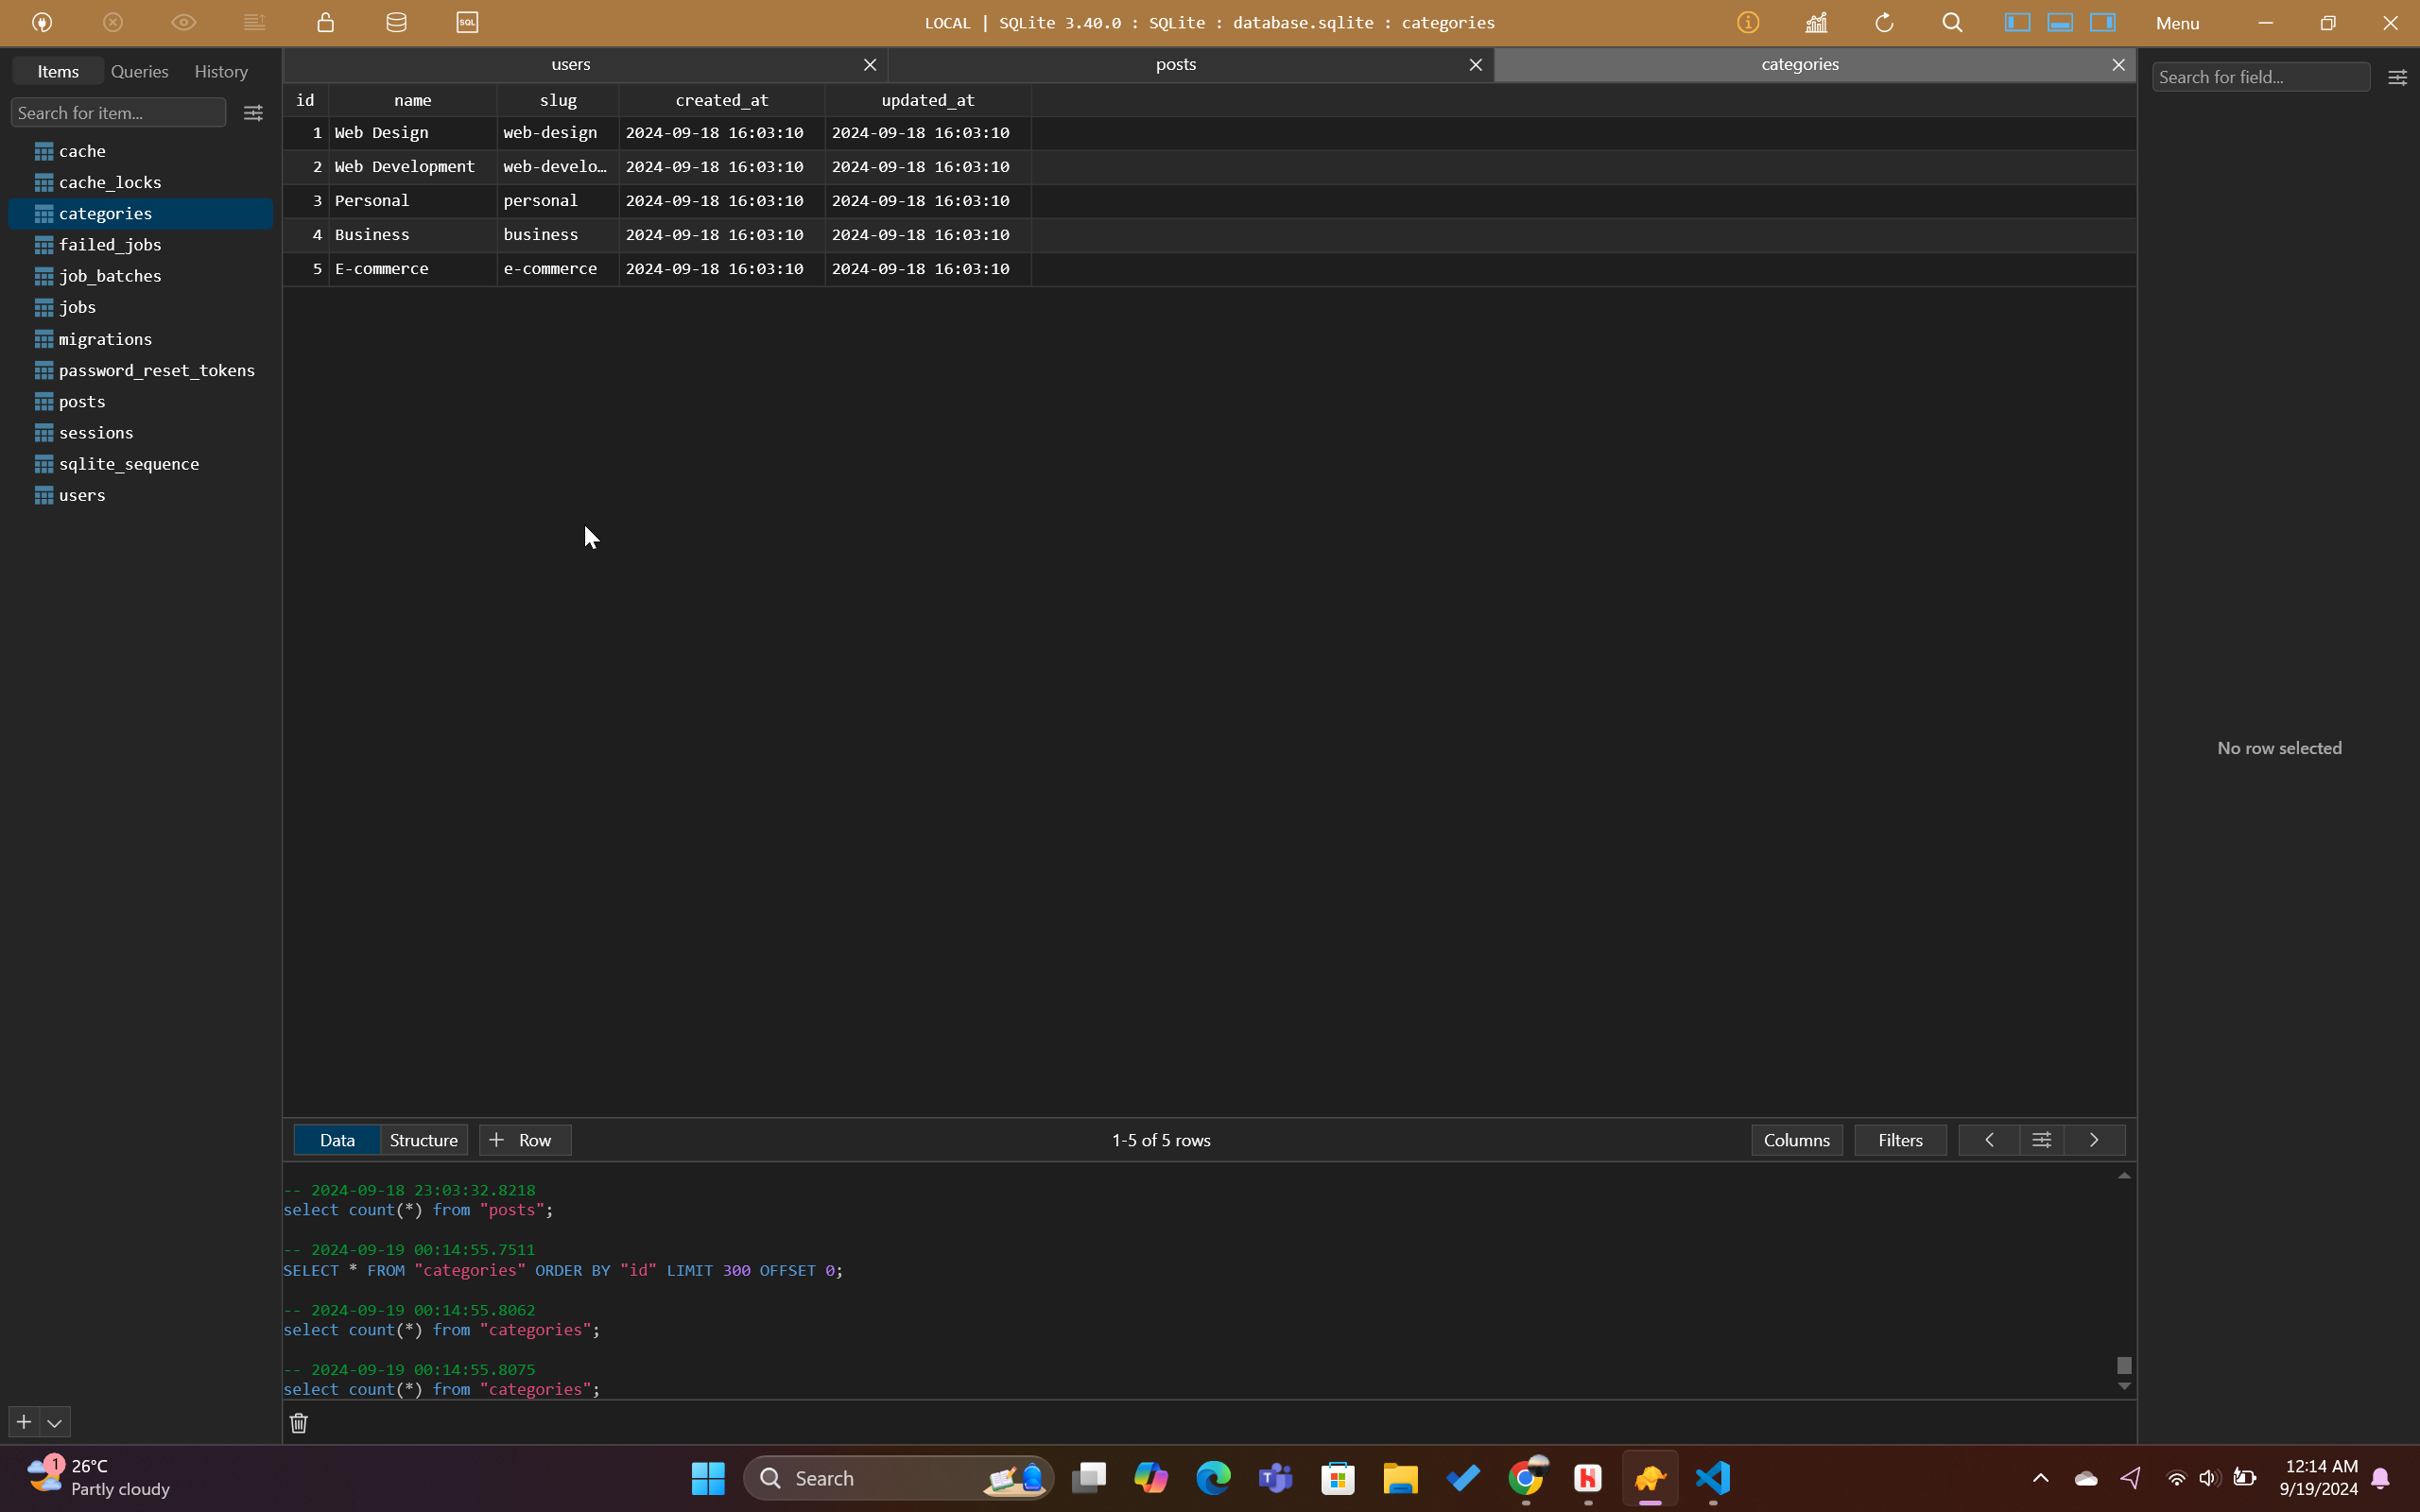 LOCAL | SQLite 3.40.0 : SQLite : database.sqlite : categories
Menu
SQL
Items Queries History
Search for item...
cache
cache_locks
categories
failed_jobs
job_batches
jobs
migrations
password_reset_tokens
posts
sessions
sqlite_sequence
users
users posts categories
id name slug created_at updated_at
1 Web Design web-design 2024-09-18 16:03:10 2024-09-18 16:03:10
2 Web Development web-develo... 2024-09-18 16:03:10 2024-09-18 16:03:10
3 Personal personal 2024-09-18 16:03:10 2024-09-18 16:03:10
4 Business business 2024-09-18 16:03:10 2024-09-18 16:03:10
5 E-commerce e-commerce 2024-09-18 16:03:10 2024-09-18 16:03:10
Search for field...
No row selected
Data Structure + Row 1-5 of 5 rows Columns Filters
-- 2024-09-18 23:03:32.8218
select count(*) from "posts";
-- 2024-09-19 00:14:55.7511
SELECT * FROM "categories" ORDER BY "id" LIMIT 300 OFFSET 0;
-- 2024-09-19 00:14:55.8062
select count(*) from "categories";
-- 2024-09-19 00:14:55.8075
select count(*) from "categories";
1 26°C
Partly cloudy
Search
12:14 AM
9/19/2024